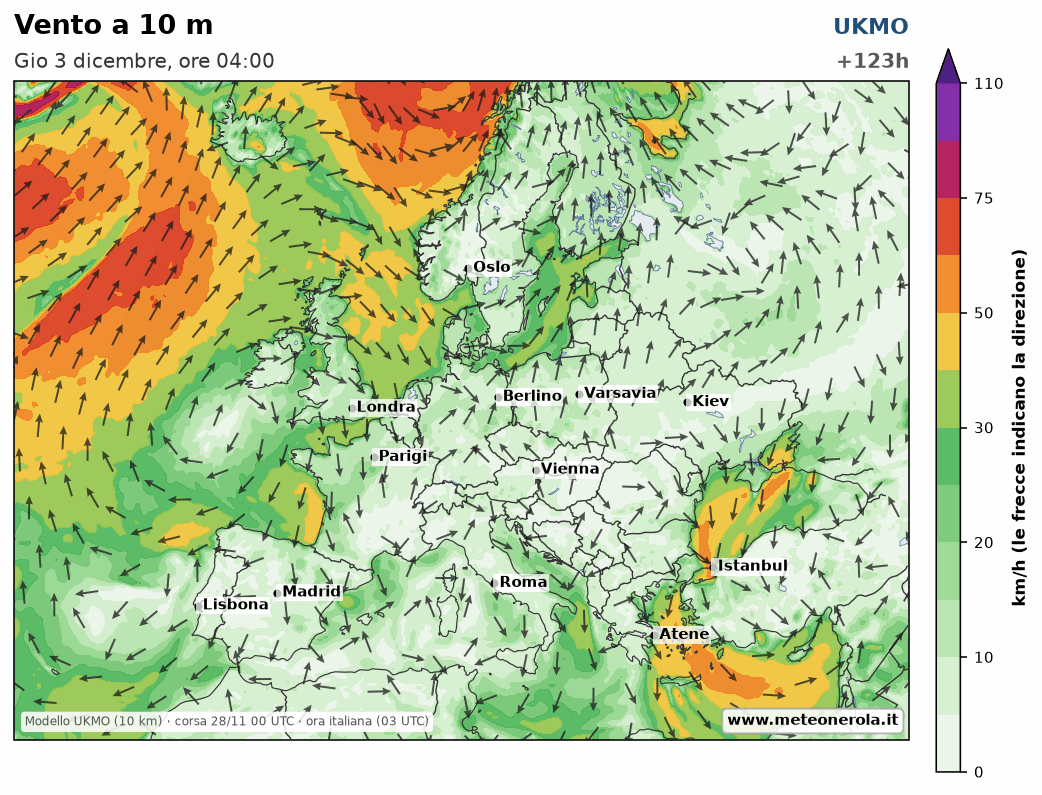 Vento a 10 m
UKMO
Gio 3 dicembre, ore 04:00
+123h
110
75
50
30
20
10
0
km/h (le frecce indicano la direzione)
Oslo
Londra
Berlino
Varsavia
Kiev
Parigi
Vienna
Istanbul
Roma
Madrid
Lisbona
Atene
Modello UKMO (10 km) · corsa 28/11 00 UTC · ora italiana (03 UTC)
www.meteonerola.it